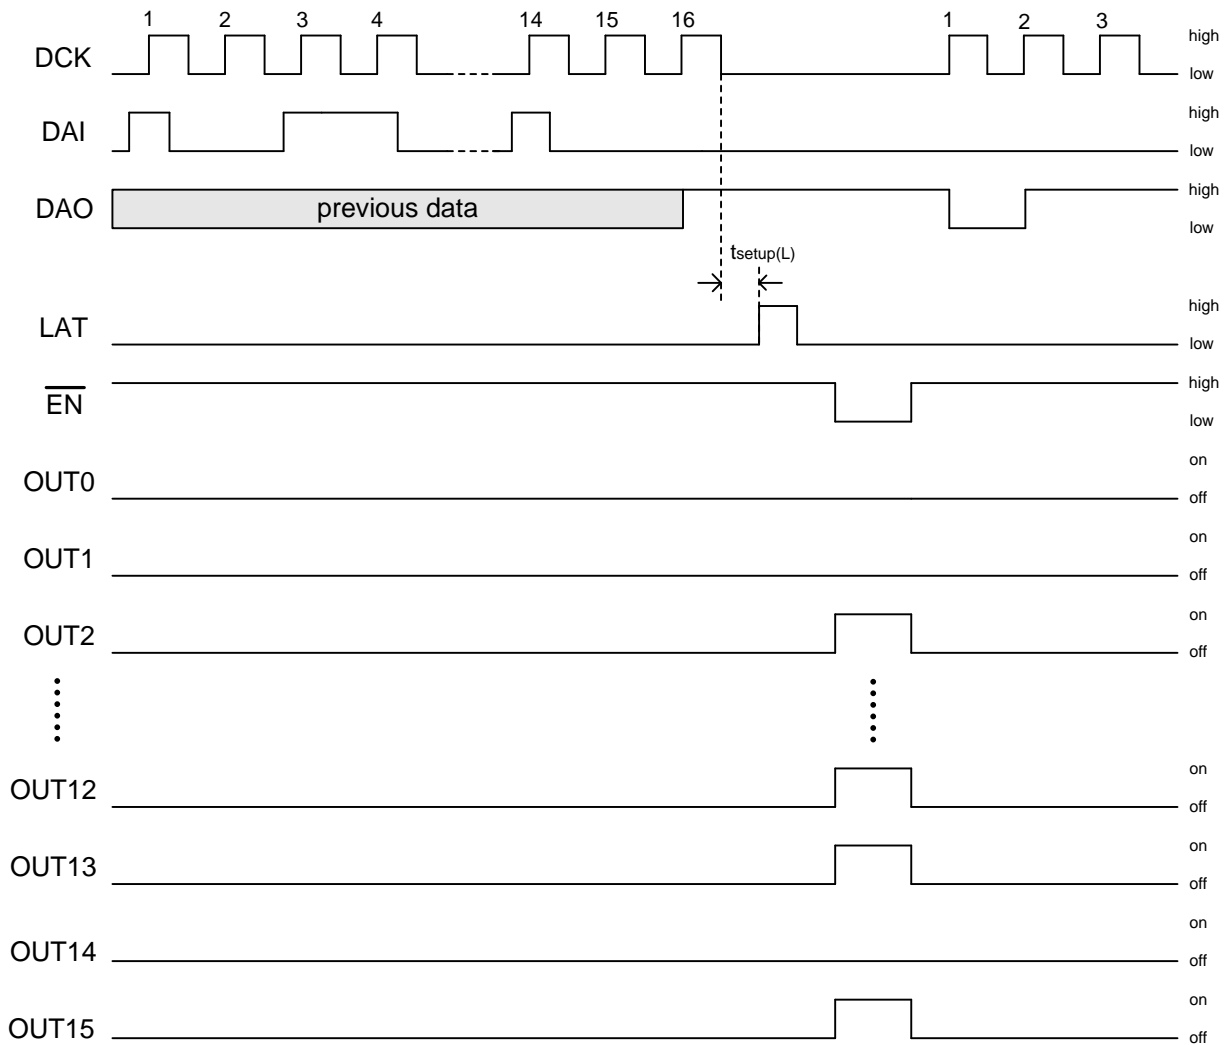 1 2 3 4 14 15 16 1 2 3
DCK high
low
DAI high
low
DAO previous data high
low
tsetup(L)
LAT high
low
EN high
low
OUT0 on
off
OUT1 on
off
OUT2 on
off
OUT12 on
off
OUT13 on
off
OUT14 on
off
OUT15 on
off